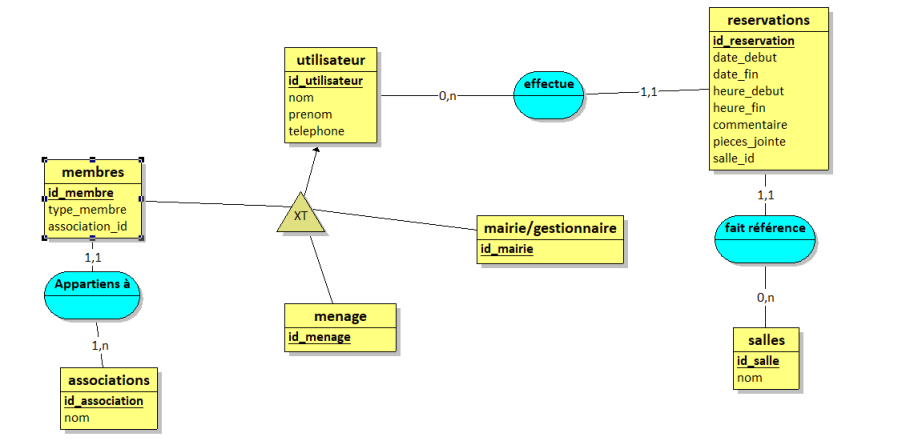 reservations
id_reservation
date_debut
date_fin
heure_debut
heure_fin
commentaire
pieces_jointe
salle_id
utilisateur
id_utilisateur
nom
prenom
telephone
0,n
effectue
1,1
membres
id_membre
type_membre
association_id
XT
mairie/gestionnaire
id_mairie
1,1
fait référence
0,n
1,1
Appartiens à
1,n
menage
id_menage
salles
id_salle
nom
associations
id_association
nom